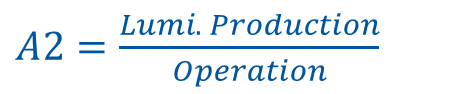 A2 = Lumi. Production
Operation